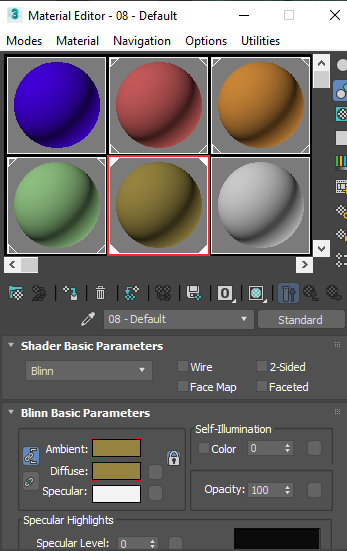 3 Material Editor - 08 - Default
Modes Material Navigation Options Utilities
0
08 - Default Standard
Shader Basic Parameters
Blinn Wire 2-Sided
Face Map Faceted
Blinn Basic Parameters
Self-Illumination
Ambient: Color 0
Diffuse:
Specular: Opacity: 100
Specular Highlights
Specular Level: 0